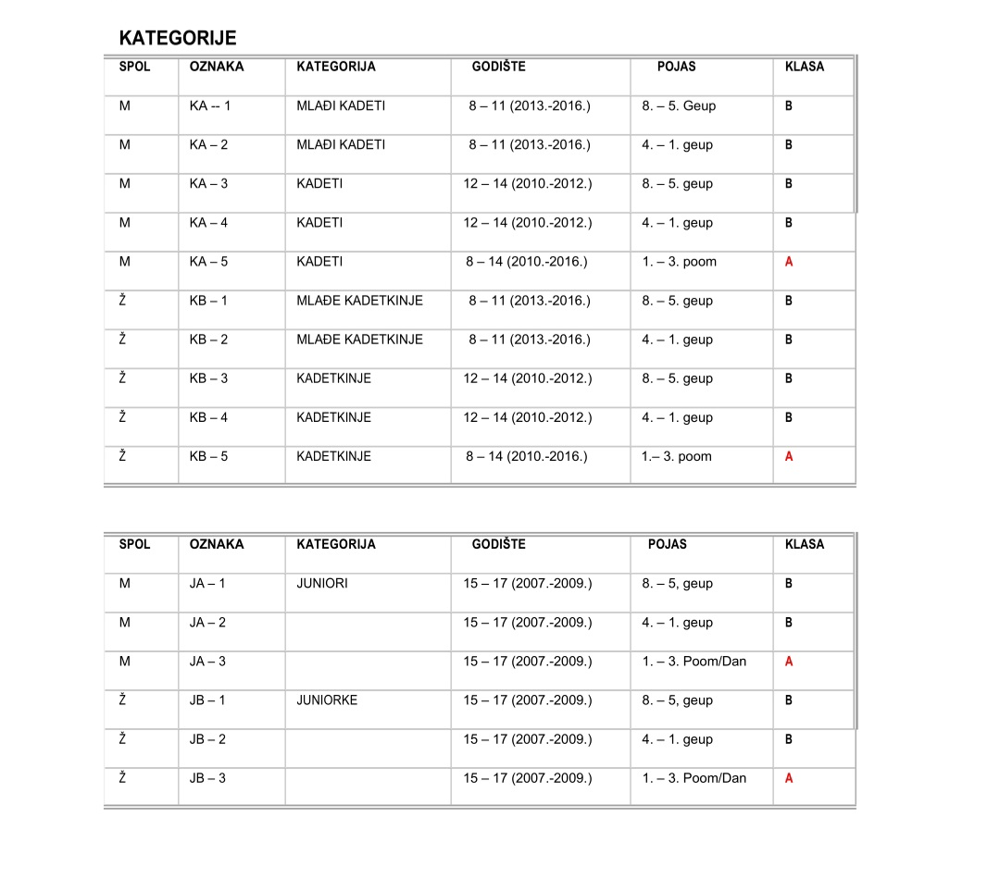 KATEGORIJE
SPOL OZNAKA KATEGORIJA GODIŠTE POJAS KLASA
M KA -- 1 MLAĐI KADETI 8 – 11 (2013.-2016.) 8. – 5. Geup B
M KA – 2 MLAĐI KADETI 8 – 11 (2013.-2016.) 4. – 1. geup B
M KA – 3 KADETI 12 – 14 (2010.-2012.) 8. – 5. geup B
M KA – 4 KADETI 12 – 14 (2010.-2012.) 4. – 1. geup B
M KA – 5 KADETI 8 – 14 (2010.-2016.) 1. – 3. poom A
Ž KB – 1 MLAĐE KADETKINJE 8 – 11 (2013.-2016.) 8. – 5. geup B
Ž KB – 2 MLAĐE KADETKINJE 8 – 11 (2013.-2016.) 4. – 1. geup B
Ž KB – 3 KADETKINJE 12 – 14 (2010.-2012.) 8. – 5. geup B
Ž KB – 4 KADETKINJE 12 – 14 (2010.-2012.) 4. – 1. geup B
Ž KB – 5 KADETKINJE 8 – 14 (2010.-2016.) 1.– 3. poom A
SPOL OZNAKA KATEGORIJA GODIŠTE POJAS KLASA
M JA – 1 JUNIORI 15 – 17 (2007.-2009.) 8. – 5, geup B
M JA – 2 15 – 17 (2007.-2009.) 4. – 1. geup B
M JA – 3 15 – 17 (2007.-2009.) 1. – 3. Poom/Dan A
Ž JB – 1 JUNIORKE 15 – 17 (2007.-2009.) 8. – 5, geup B
Ž JB – 2 15 – 17 (2007.-2009.) 4. – 1. geup B
Ž JB – 3 15 – 17 (2007.-2009.) 1. – 3. Poom/Dan A